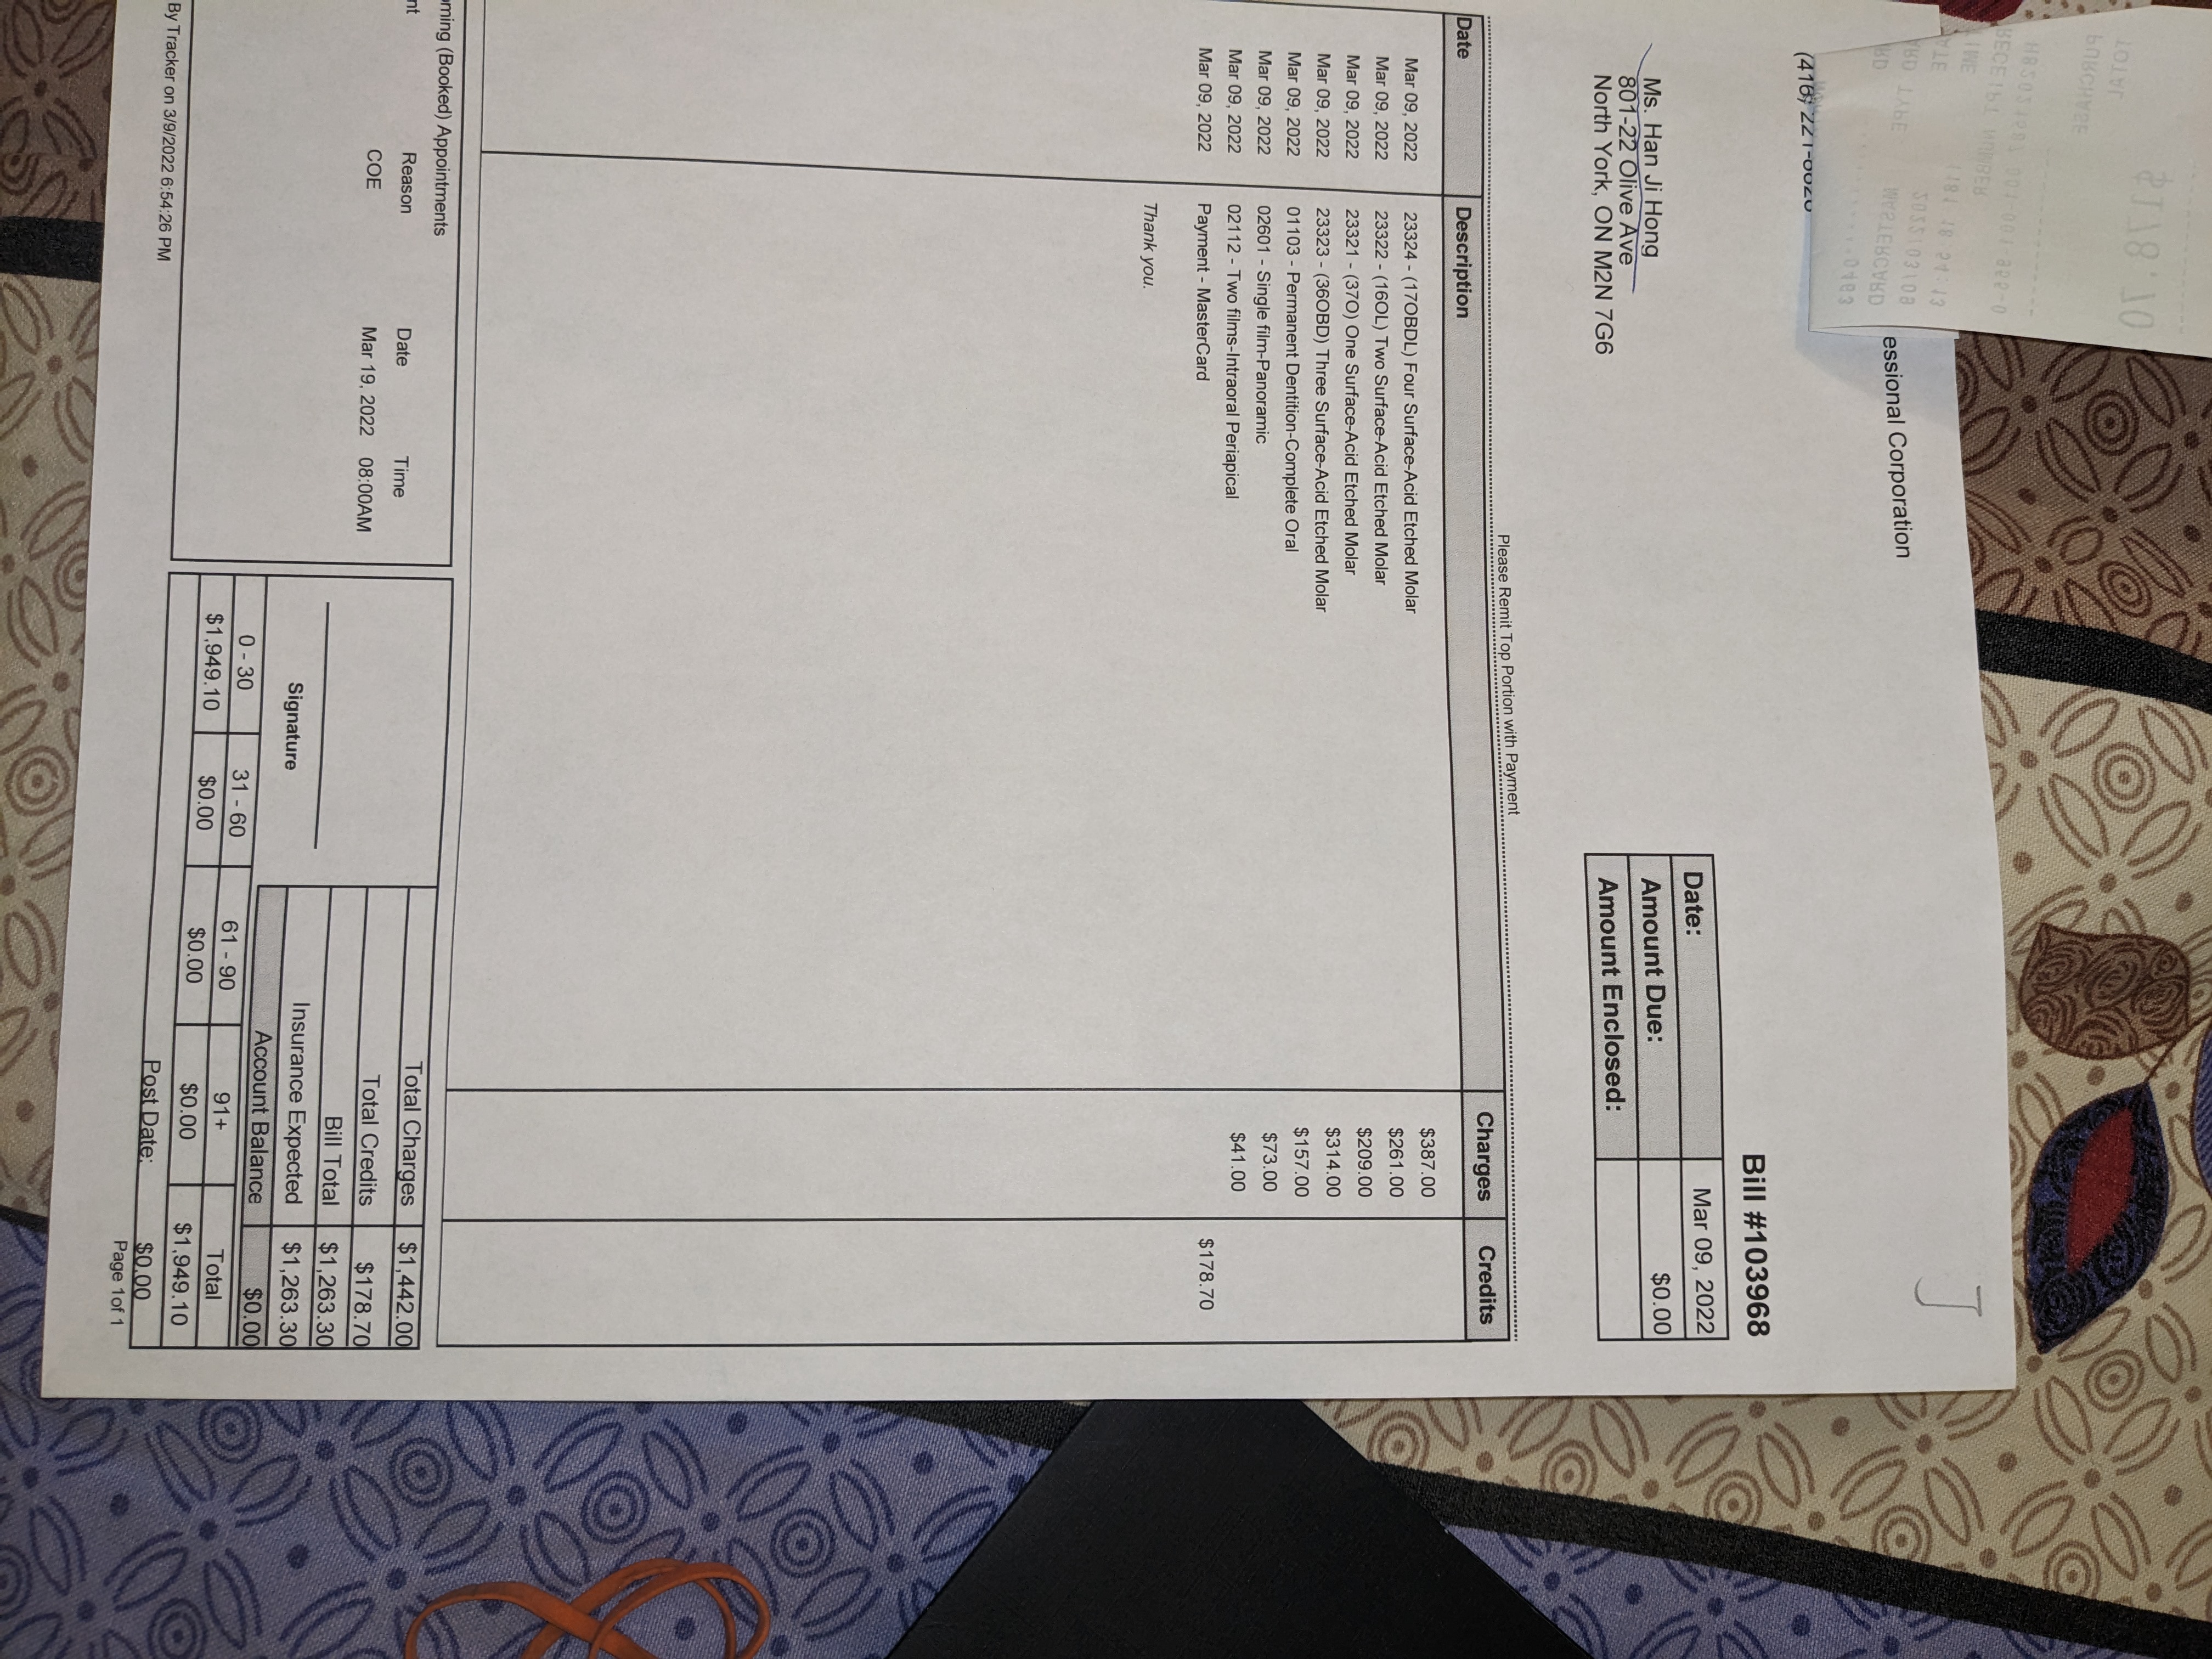 essional Corporation
J
Bill #103968
Date: Mar 09, 2022
Amount Due: $0.00
Amount Enclosed:
Ms. Han Ji Hong
801-22 Olive Ave
North York, ON M2N 7G6
Please Remit Top Portion with Payment
Date Description Charges Credits
Mar 09, 2022 23324 - (17OBDL) Four Surface-Acid Etched Molar $387.00
Mar 09, 2022 23322 - (16OL) Two Surface-Acid Etched Molar $261.00
Mar 09, 2022 23321 - (37O) One Surface-Acid Etched Molar $209.00
Mar 09, 2022 23323 - (36OBD) Three Surface-Acid Etched Molar $314.00
Mar 09, 2022 01103 - Permanent Dentition-Complete Oral $157.00
Mar 09, 2022 02601 - Single film-Panoramic $73.00
Mar 09, 2022 02112 - Two films-Intraoral Periapical $41.00
Mar 09, 2022 Payment - MasterCard $178.70
Thank you.
oming (Booked) Appointments
nt Reason Date Time
COE Mar 19, 2022 08:00AM
Total Charges $1,442.00
Total Credits $178.70
Bill Total $1,263.30
Insurance Expected $1,263.30
Signature
Account Balance $0.00
0 - 30 31 - 60 61 - 90 91+ Total
$1,949.10 $0.00 $0.00 $0.00 $1,949.10
Post Date: $0.00
By Tracker on 3/9/2022 6:54:26 PM
Page 1of 1
TOTAL
$178.70
PURCHASE
MASTERCARD